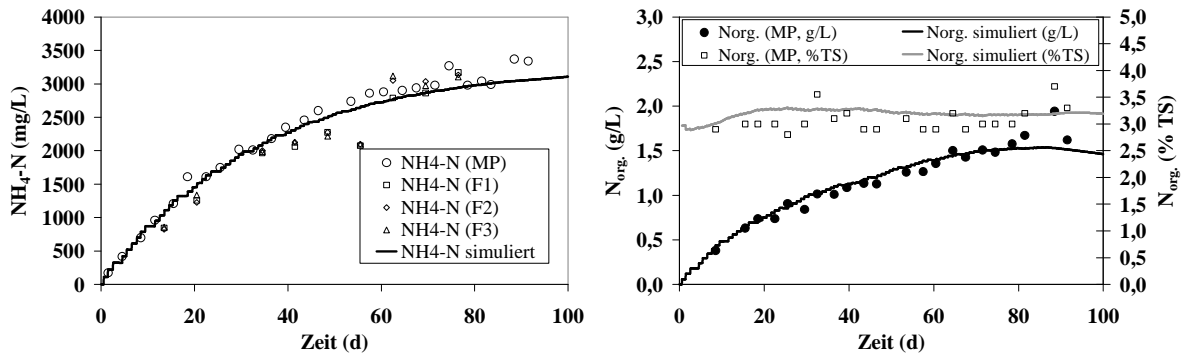 4000
3500
3000
2500
2000
1500
1000
500
0
NH4-N (mg/L)
NH4-N (MP)
NH4-N (F1)
NH4-N (F2)
NH4-N (F3)
NH4-N simuliert
0 20 40 60 80 100
Zeit (d)
3,0
2,5
2,0
1,5
1,0
0,5
0,0
Norg. (g/L)
Norg. (MP, g/L) Norg. simuliert (g/L)
Norg. (MP, %TS) Norg. simuliert (%TS)
5,0
4,5
4,0
3,5
3,0
2,5
2,0
1,5
1,0
0,5
0,0
Norg. (% TS)
0 20 40 60 80 100
Zeit (d)